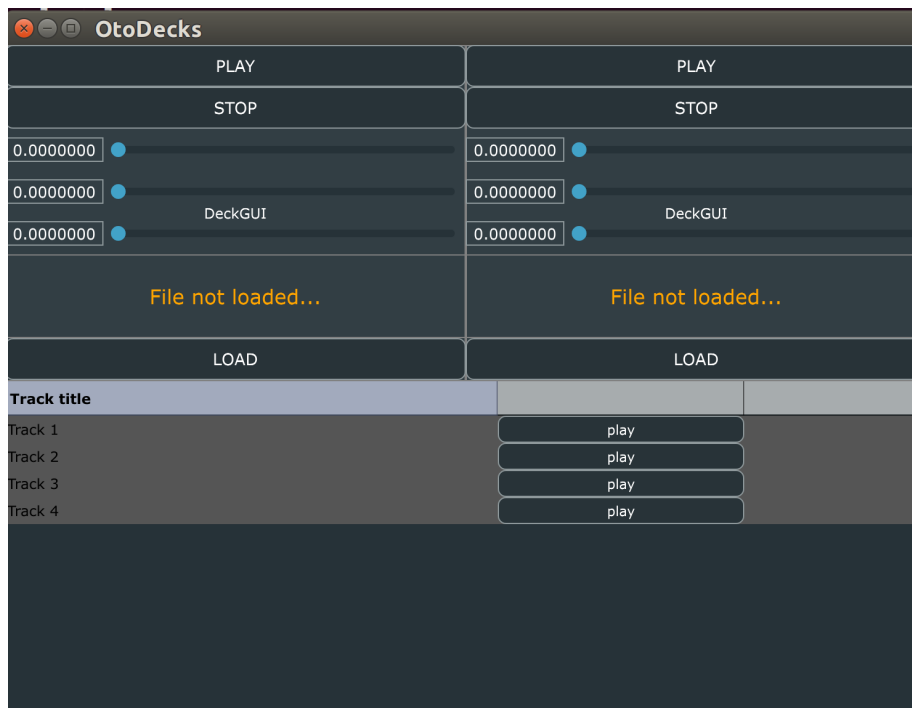 OtoDecks
PLAY PLAY
STOP STOP
0.0000000 0.0000000
0.0000000 0.0000000
DeckGUI DeckGUI
0.0000000 0.0000000
File not loaded... File not loaded...
LOAD LOAD
Track title
Track 1 play
Track 2 play
Track 3 play
Track 4 play